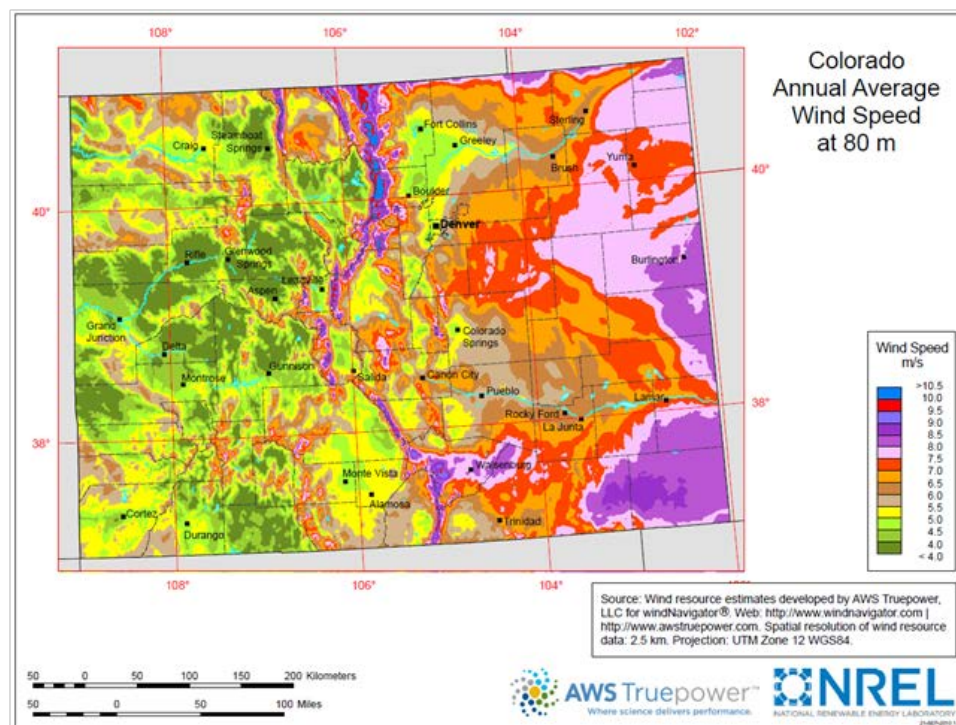 Colorado
Annual Average
Wind Speed
at 80 m
108° 106° 104° 102°
Sterling
Fort Collins
Steamboat
Springs
Craig
Greeley
Brush
Yuma
40°
Boulder
40°
Denver
Rifle
Glenwood
Springs
Burlington
Leadville
Aspen
Grand
Junction
Colorado
Springs
Delta
Gunnison
Montrose
Salida
Canon City
Pueblo
Lamar
38°
Rocky Ford
La Junta
38°
Walsenburg
Monte Vista
Alamosa
Cortez
Trinidad
Durango
108° 106° 104°
Wind Speed
m/s
>10.5
10.0
9.5
9.0
8.5
8.0
7.5
7.0
6.5
6.0
5.5
5.0
4.5
4.0
< 4.0
Source: Wind resource estimates developed by AWS Truepower,
LLC for windNavigator®. Web: http://www.windnavigator.com |
http://www.awstruepower.com. Spatial resolution of wind resource
data: 2.5 km. Projection: UTM Zone 12 WGS84.
50 0 50 100 150 200 Kilometers
50 0 50 100 Miles
AWS Truepower™
Where science delivers performance.
NREL
NATIONAL RENEWABLE ENERGY LABORATORY